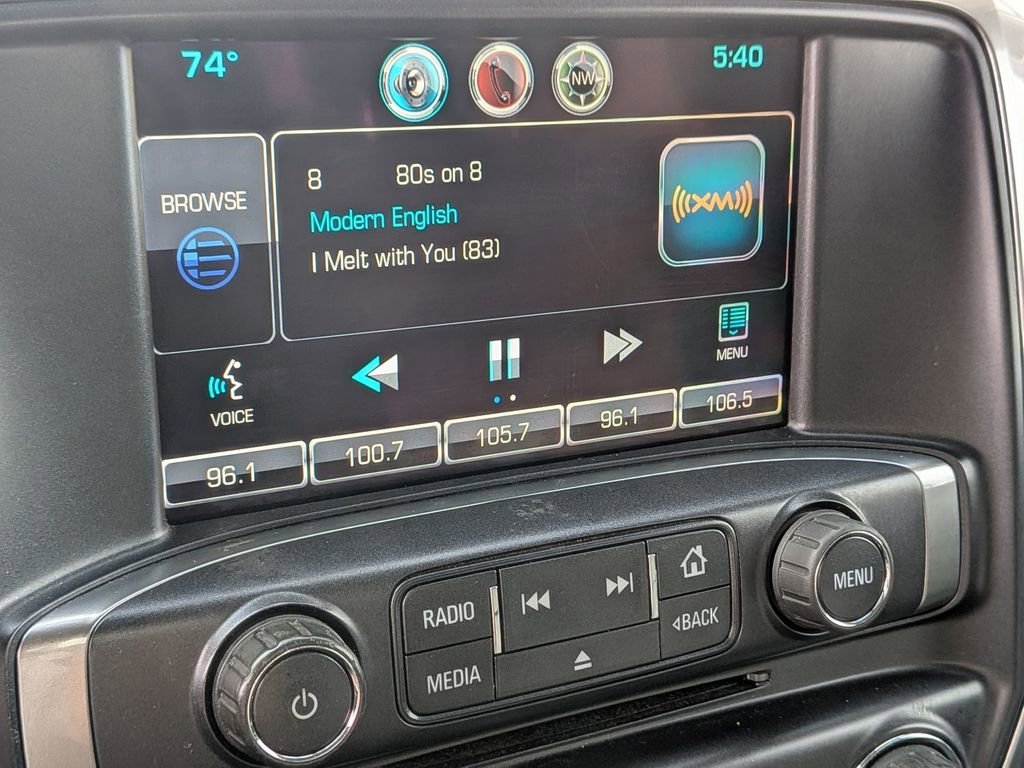 74°
NW
5:40
BROWSE
8 80s on 8
Modern English
I Melt with You (83)
((XM))
VOICE
MENU
96.1
100.7
105.7
96.1
106.5
RADIO
MEDIA
BACK
MENU